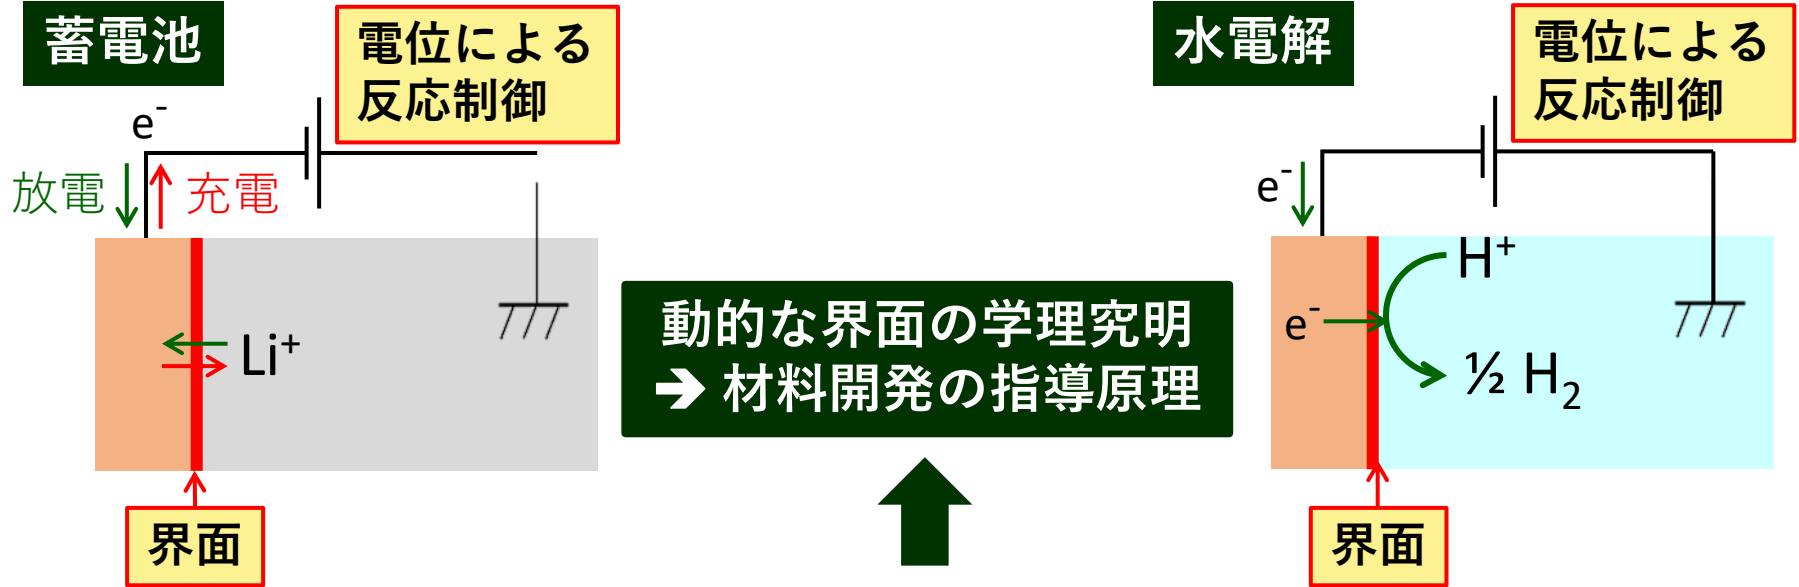 蓄電池
電位による
反応制御
e⁻
放電
充電
Li⁺
界面
動的な界面の学理究明
➔ 材料開発の指導原理
水電解
電位による
反応制御
e⁻
H⁺
e⁻
½ H₂
界面